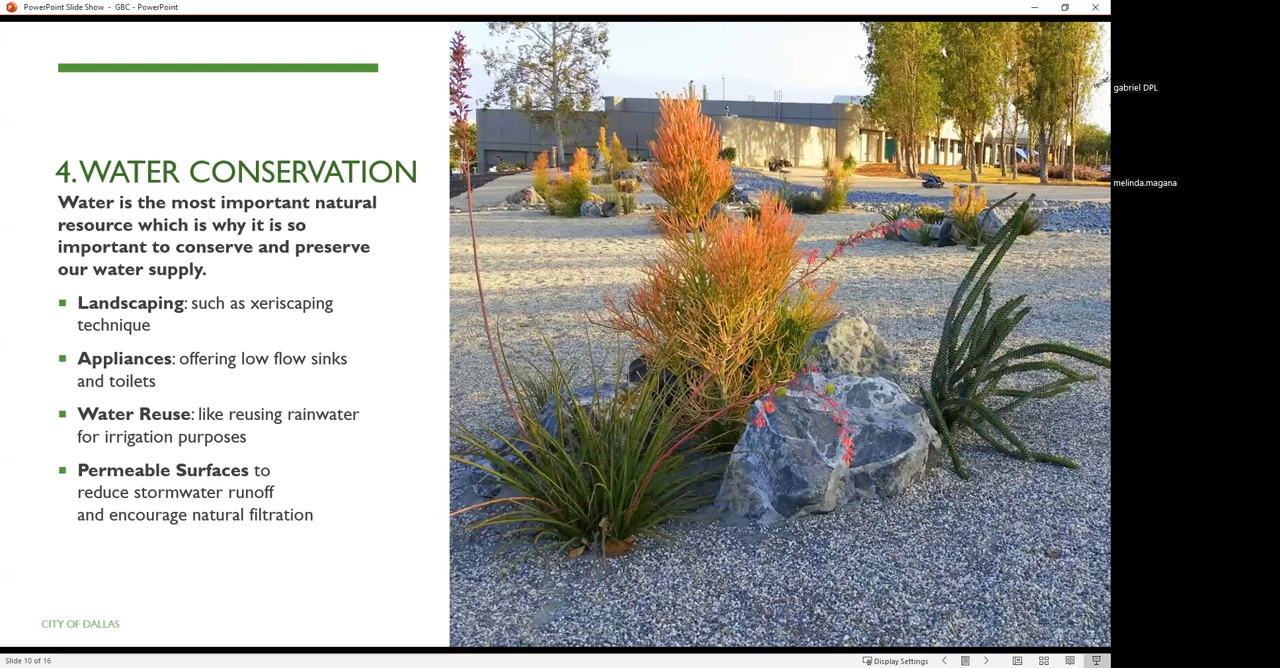 PowerPoint Slide Show - GBC - PowerPoint
gabriel DPL
melinda.magana
4. WATER CONSERVATION
Water is the most important natural
resource which is why it is so
important to conserve and preserve
our water supply.
Landscaping: such as xeriscaping
technique
Appliances: offering low flow sinks
and toilets
Water Reuse: like reusing rainwater
for irrigation purposes
Permeable Surfaces to
reduce stormwater runoff
and encourage natural filtration
CITY OF DALLAS
Slide 10 of 16
Display Settings